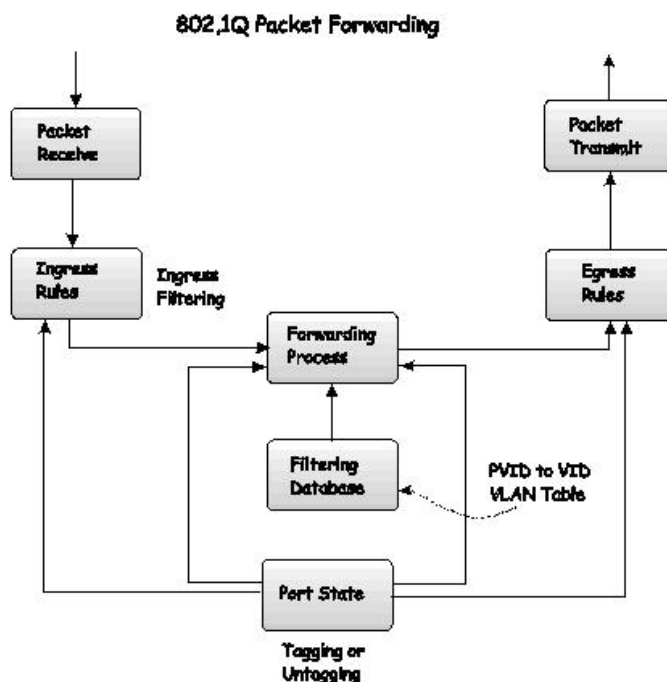 802,1Q Packet Forwarding
Packet
Receive
Packet
Transmit
Ingress
Rules
Ingress
Filtering
Egress
Rules
Forwarding
Process
Filtering
Database
PVID to VID
VLAN Table
Port State
Tagging or
Untagging